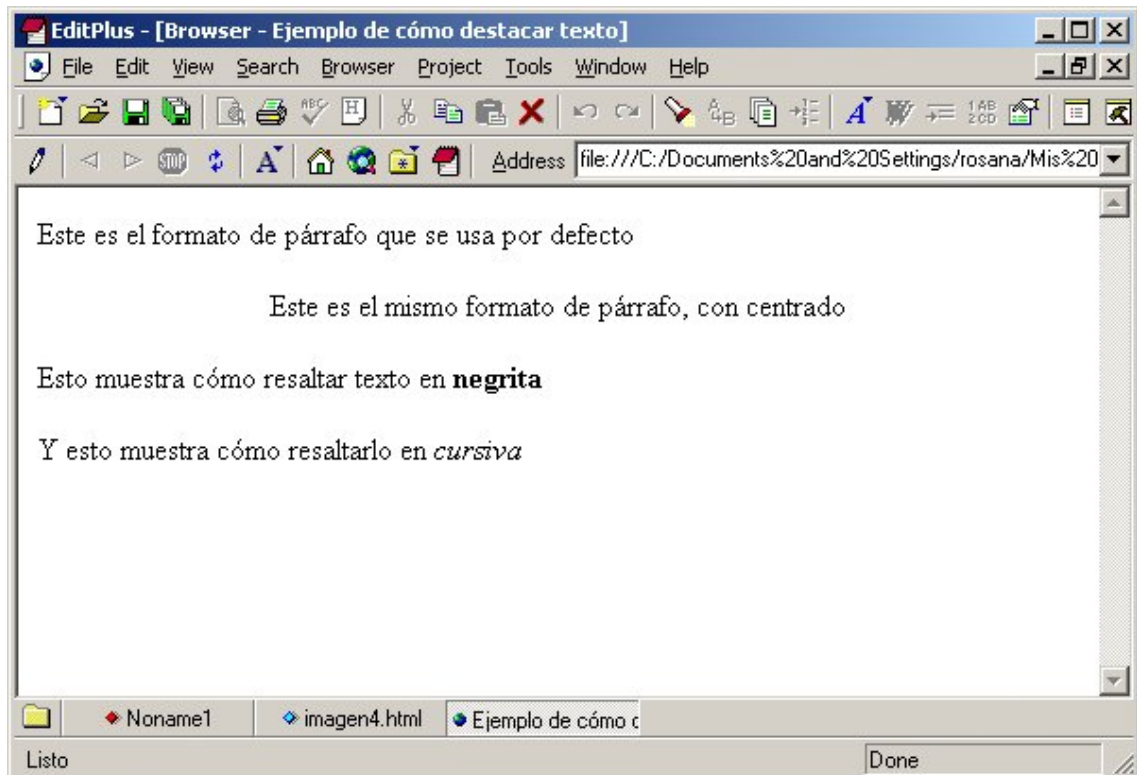 EditPlus - [Browser - Ejemplo de cómo destacar texto]
File Edit View Search Browser Project Tools Window Help
Address file:///C:/Documents%20and%20Settings/rosana/Mis%20
Este es el formato de párrafo que se usa por defecto
Este es el mismo formato de párrafo, con centrado
Esto muestra cómo resaltar texto en negrita
Y esto muestra cómo resaltarlo en cursiva
Noname1 imagen4.html Ejemplo de cómo
Listo Done